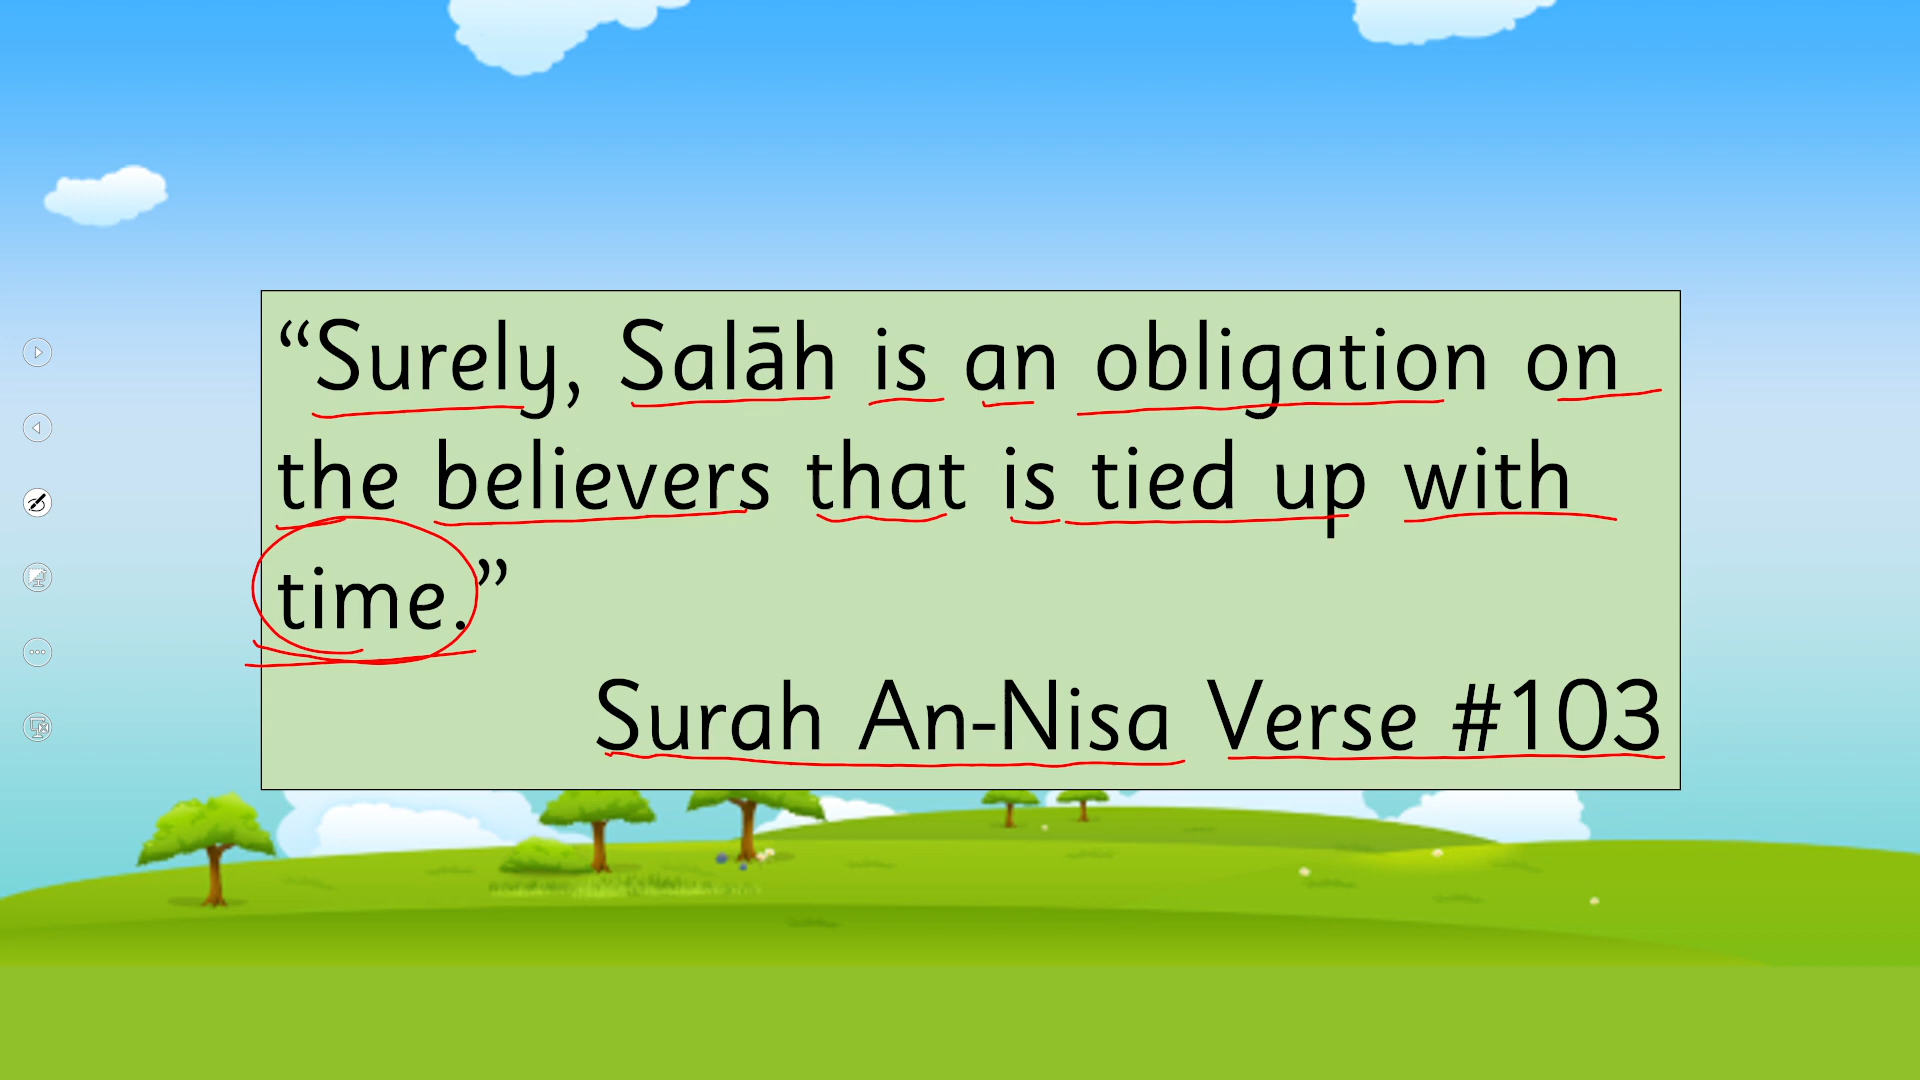 “Surely, Salāh is an obligation on
the believers that is tied up with
time.”
Surah An-Nisa Verse #103